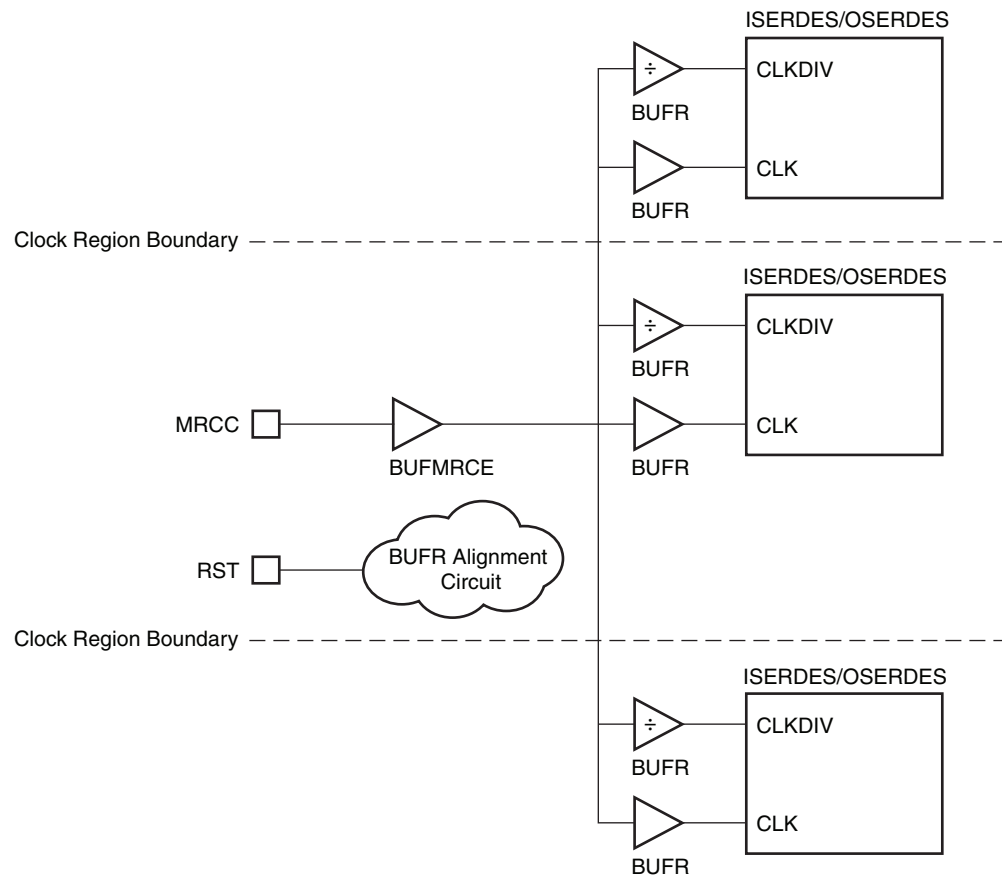 ISERDES/OSERDES
÷
CLKDIV
BUFR
CLK
BUFR
Clock Region Boundary
ISERDES/OSERDES
÷
CLKDIV
BUFR
MRCC
CLK
BUFMRCE
BUFR
RST
BUFR Alignment
Circuit
Clock Region Boundary
ISERDES/OSERDES
÷
CLKDIV
BUFR
CLK
BUFR